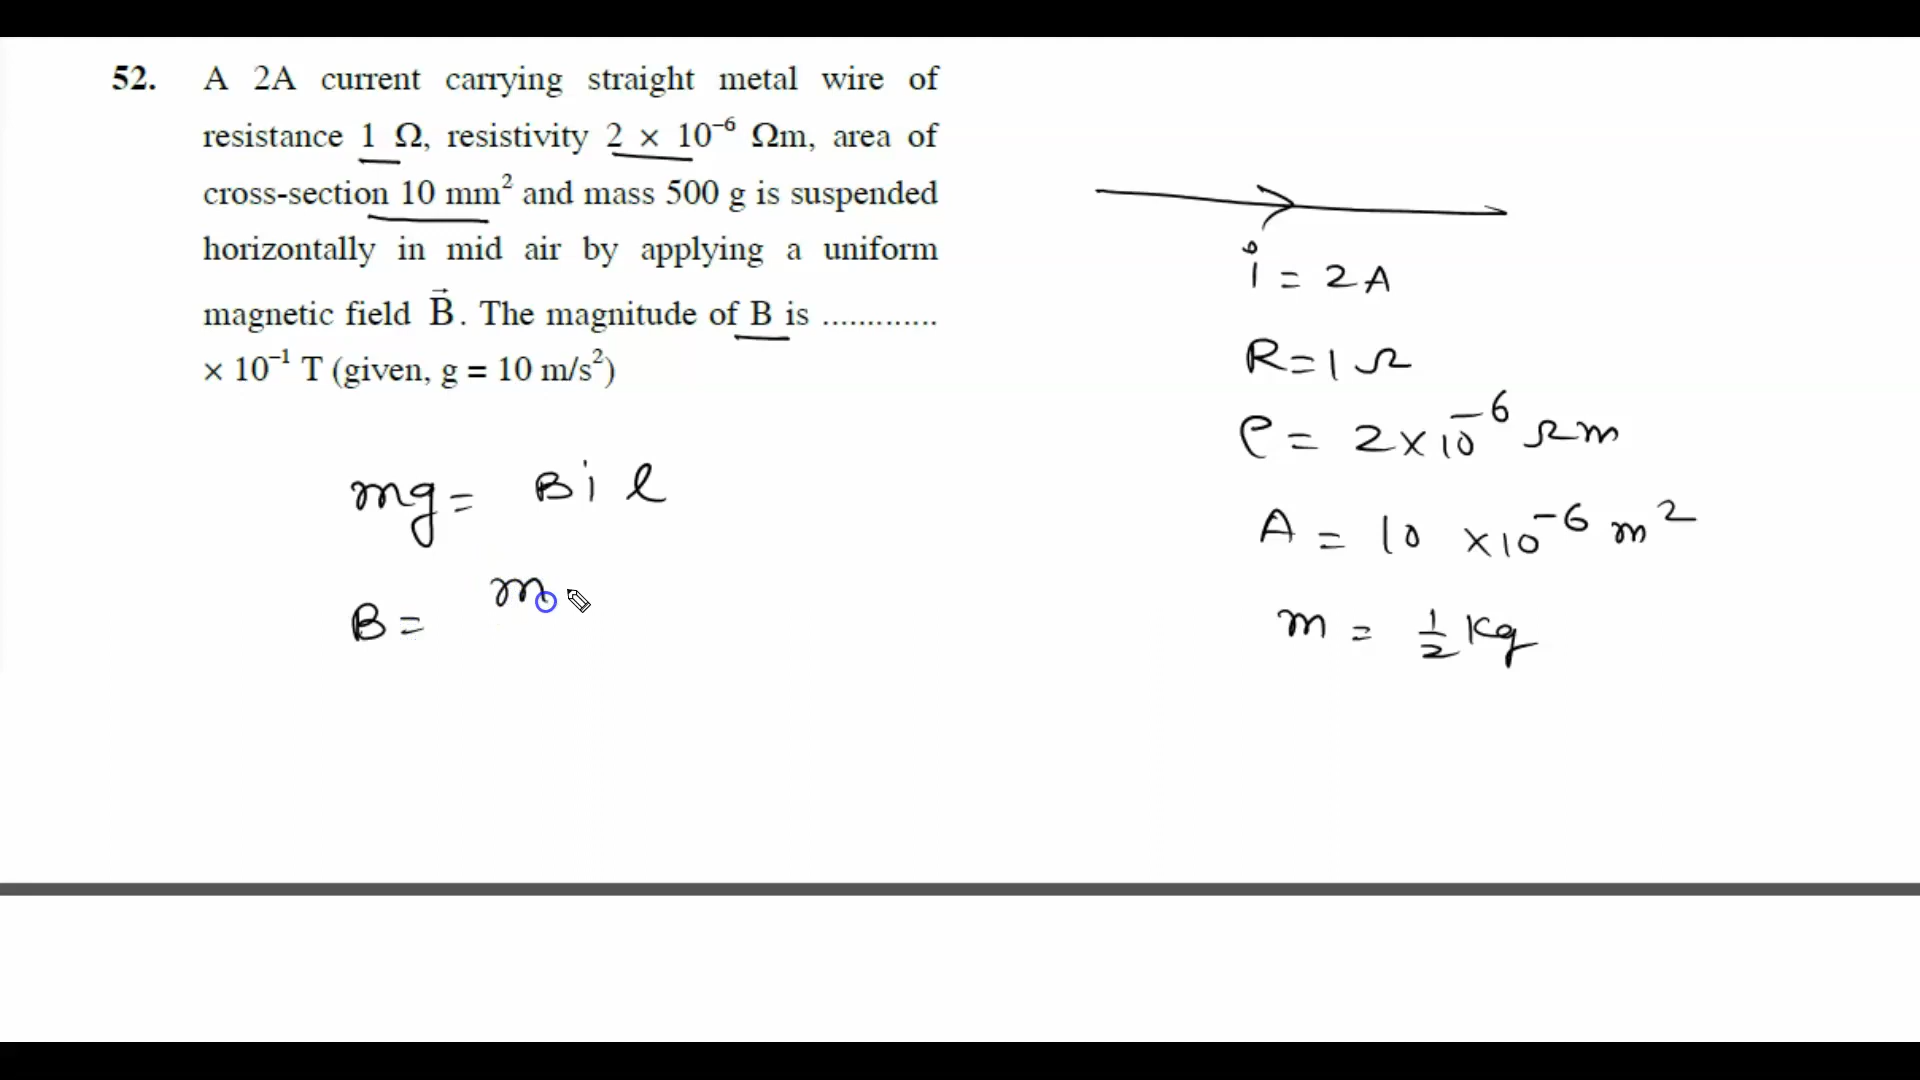 52. A 2A current carrying straight metal wire of
resistance 1 Ω, resistivity 2 × 10⁻⁶ Ωm, area of
cross-section 10 mm² and mass 500 g is suspended
horizontally in mid air by applying a uniform
magnetic field B⃗. The magnitude of B is .............
× 10⁻¹ T (given, g = 10 m/s²)
mg = B i l
B = m
i = 2A
R = 1 Ω
ρ = 2×10⁻⁶ Ωm
A = 10 ×10⁻⁶ m²
m = 1/2 Kg